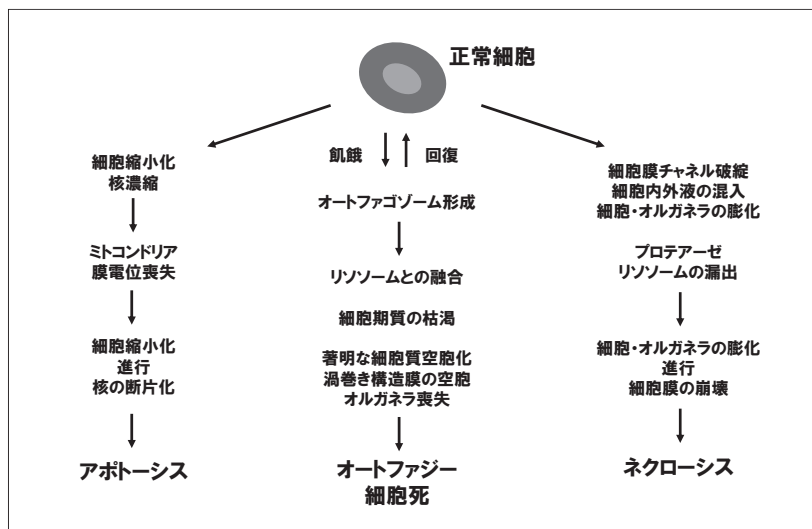 正常細胞
細胞縮小化
核濃縮
ミトコンドリア
膜電位喪失
細胞縮小化
進行
核の断片化
アポトーシス
飢餓
回復
オートファゴゾーム形成
リソソームとの融合
細胞期質の枯渇
著明な細胞質空胞化
渦巻き構造膜の空胞
オルガネラ喪失
オートファジー
細胞死
細胞膜チャネル破綻
細胞内外液の混入
細胞・オルガネラの膨化
プロテアーゼ
リソソームの漏出
細胞・オルガネラの膨化
進行
細胞膜の崩壊
ネクローシス